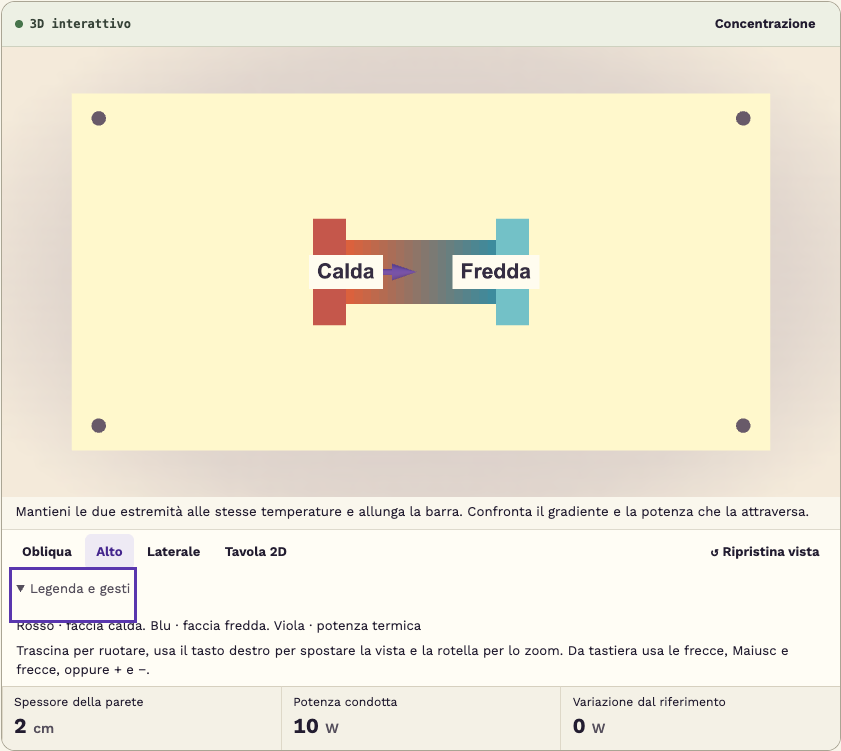 3D interattivo
Concentrazione
Calda
Fredda
Mantieni le due estremità alle stesse temperature e allunga la barra. Confronta il gradiente e la potenza che la attraversa.
Obliqua
Alto
Laterale
Tavola 2D
↺ Ripristina vista
▼ Legenda e gesti
Rosso · faccia calda. Blu · faccia fredda. Viola · potenza termica
Trascina per ruotare, usa il tasto destro per spostare la vista e la rotella per lo zoom. Da tastiera usa le frecce, Maiusc e
frecce, oppure + e −.
Spessore della parete
2 cm
Potenza condotta
10 W
Variazione dal riferimento
0 W